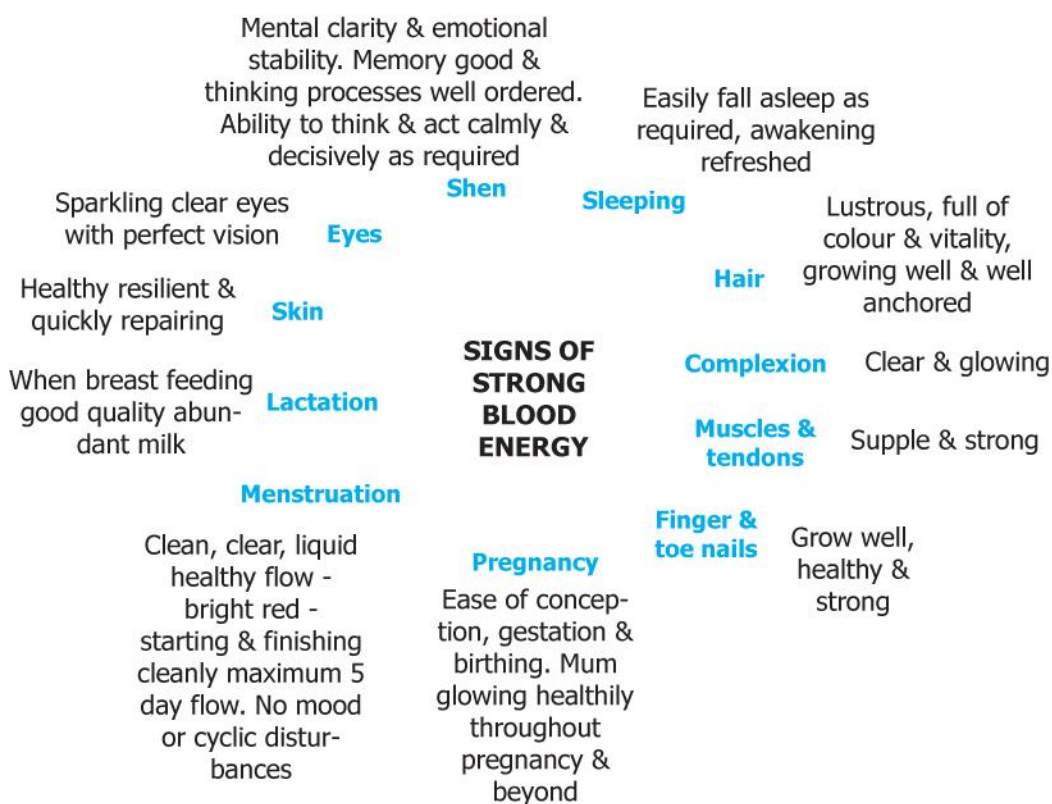 SIGNS OF
STRONG
BLOOD
ENERGY
Mental clarity & emotional
stability. Memory good &
thinking processes well ordered.
Ability to think & act calmly &
decisively as required
Shen
Easily fall asleep as
required, awakening
refreshed
Sleeping
Lustrous, full of
colour & vitality,
growing well & well
anchored
Hair
Complexion
Clear & glowing
Muscles &
tendons
Supple & strong
Finger &
toe nails
Grow well,
healthy &
strong
Pregnancy
Ease of concep-
tion, gestation &
birthing. Mum
glowing healthily
throughout
pregnancy &
beyond
Menstruation
Clean, clear, liquid
healthy flow -
bright red -
starting & finishing
cleanly maximum 5
day flow. No mood
or cyclic distur-
bances
When breast feeding
good quality abun-
dant milk
Lactation
Healthy resilient &
quickly repairing
Skin
Sparkling clear eyes
with perfect vision
Eyes